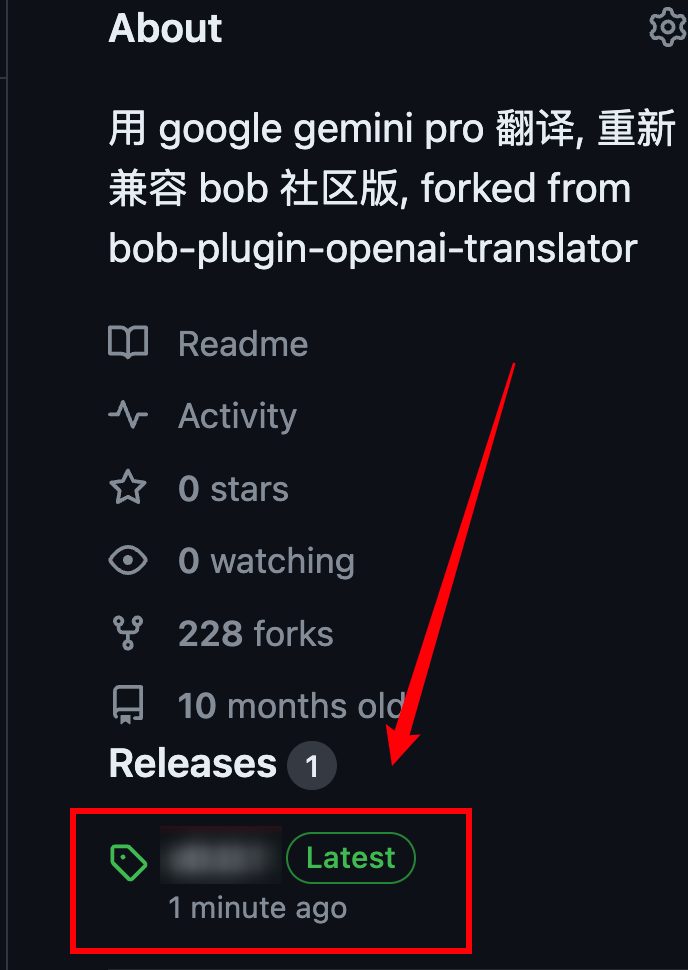 About
用 google gemini pro 翻译, 重新
兼容 bob 社区版, forked from
bob-plugin-openai-translator
Readme
Activity
0 stars
0 watching
228 forks
10 months old
Releases 1
Latest
1 minute ago